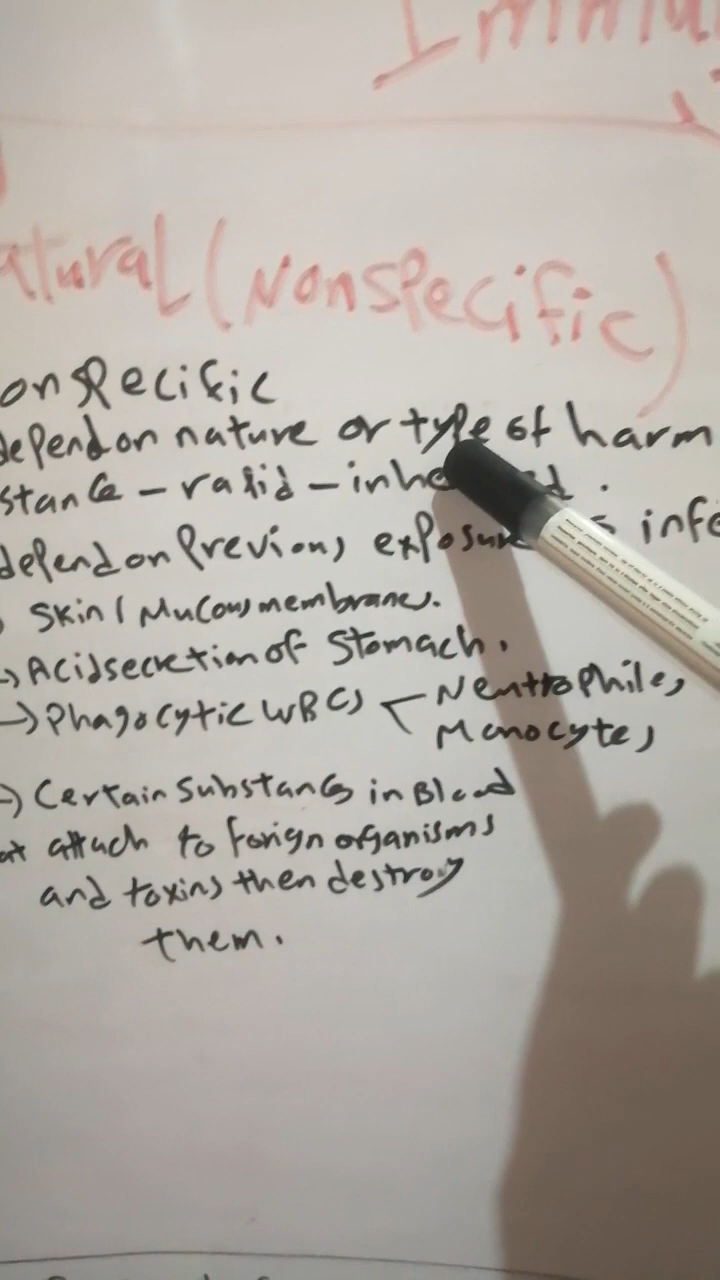 Immu
atural (Nonspecific)
onspecific
depend on nature or type of harm
stance - rapid - inhe d.
depend on Previous exposure infe
Skin / Mucous membranes.
→ Acid secretion of Stomach.
→ Phagocytic WBCs Neutrophiles
Monocytes
→ Certain Substances in Blood
at attach to forign organisms
and toxins then destroy
them.